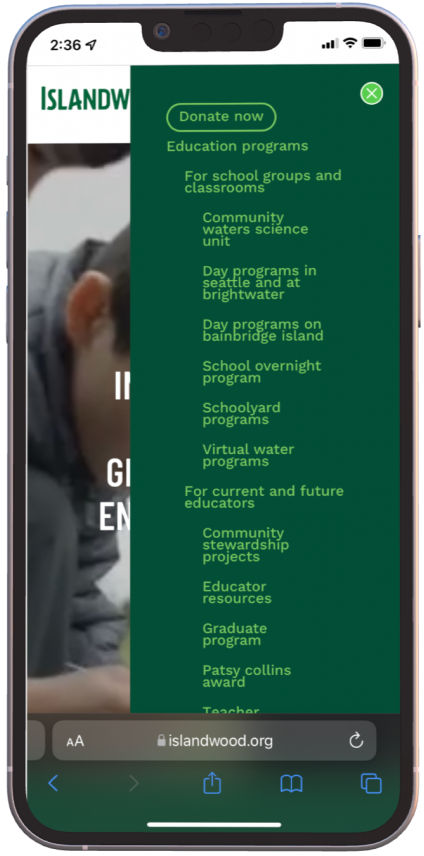 2:36
ISLANDW
Donate now
Education programs
For school groups and
classrooms
Community
waters science
unit
Day programs in
seattle and at
brightwater
Day programs on
bainbridge island
School overnight
program
Schoolyard
programs
Virtual water
programs
IN
GI
EN
For current and future
educators
Community
stewardship
projects
Educator
resources
Graduate
program
Patsy collins
award
Teacher
AA
islandwood.org